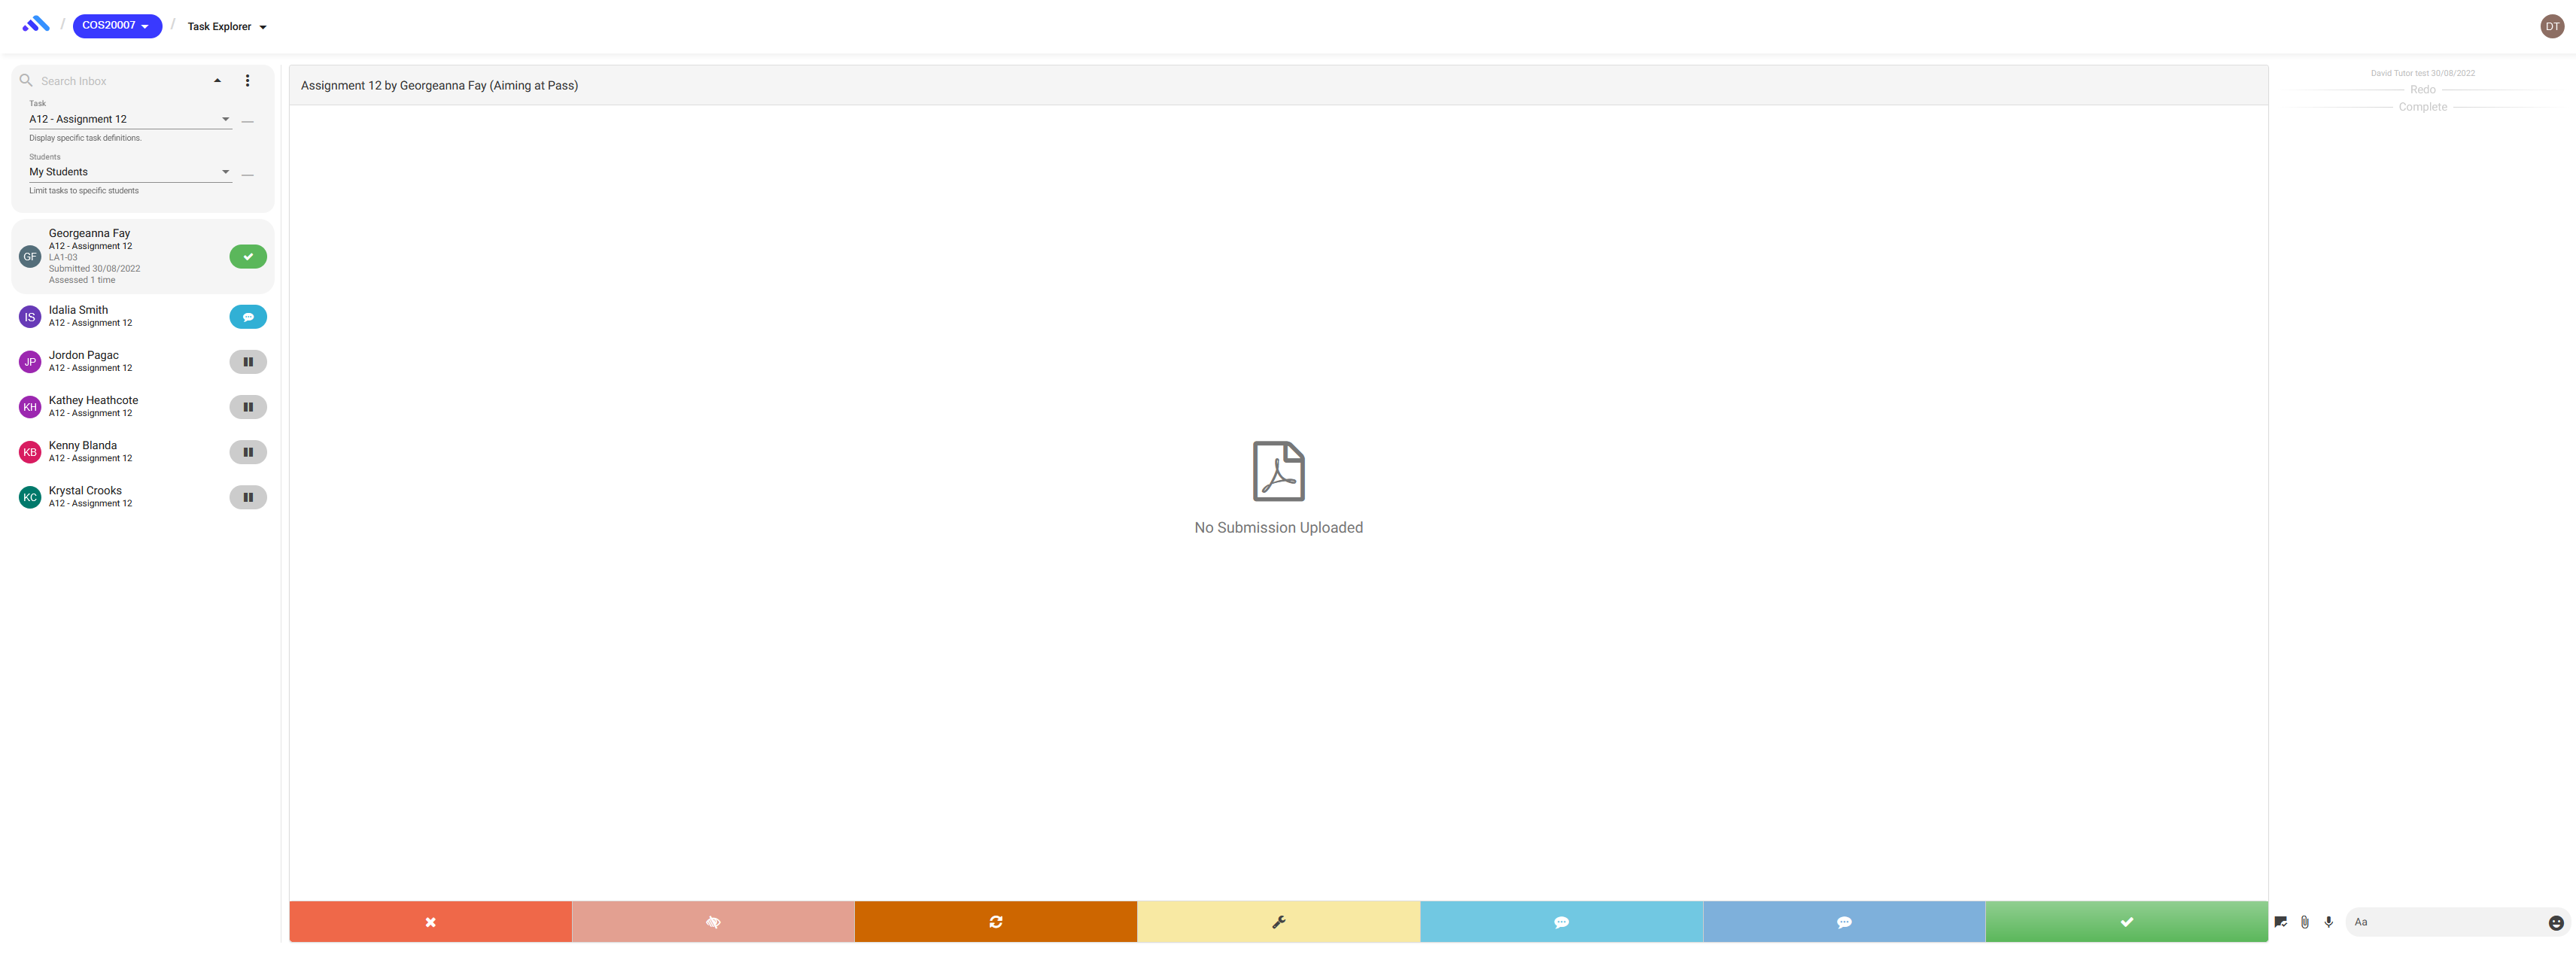 / COS20007 / Task Explorer
DT
Search Inbox
Task
A12 - Assignment 12
Display specific task definitions.
Students
My Students
Limit tasks to specific students
GF
Georgeanna Fay
A12 - Assignment 12
LA1-03
Submitted 30/08/2022
Assessed 1 time
IS
Idalia Smith
A12 - Assignment 12
JP
Jordon Pagac
A12 - Assignment 12
KH
Kathey Heathcote
A12 - Assignment 12
KB
Kenny Blanda
A12 - Assignment 12
KC
Krystal Crooks
A12 - Assignment 12
Assignment 12 by Georgeanna Fay (Aiming at Pass)
No Submission Uploaded
David Tutor test 30/08/2022
Redo
Complete
Aa